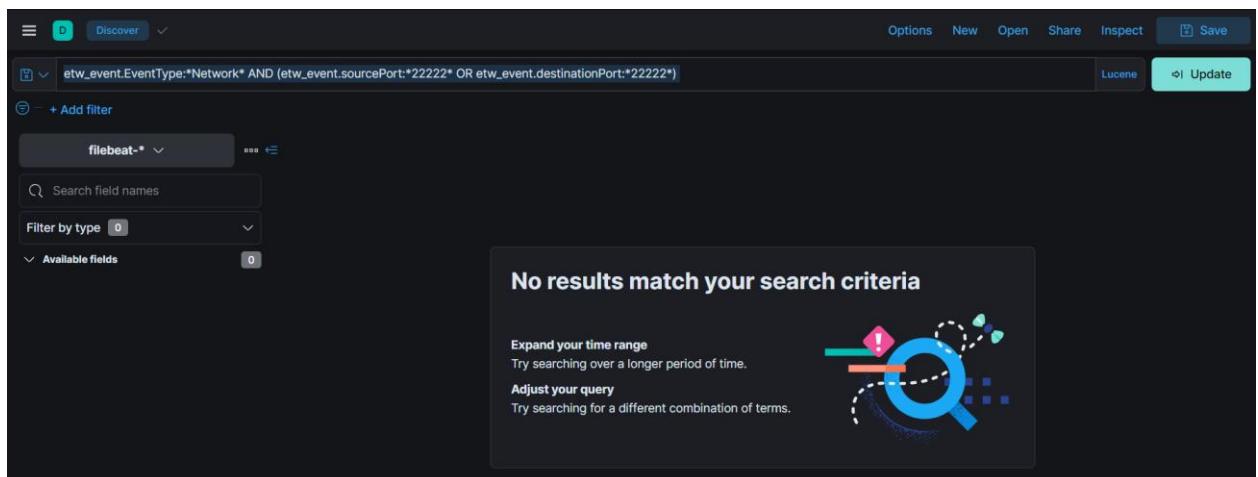 D Discover Options New Open Share Inspect Save
etw_event.EventType:*Network* AND (etw_event.sourcePort:*22222* OR etw_event.destinationPort:*22222*) Lucene Update
+ Add filter
filebeat-*
Search field names
Filter by type 0
Available fields 0
No results match your search criteria
Expand your time range
Try searching over a longer period of time.
Adjust your query
Try searching for a different combination of terms.